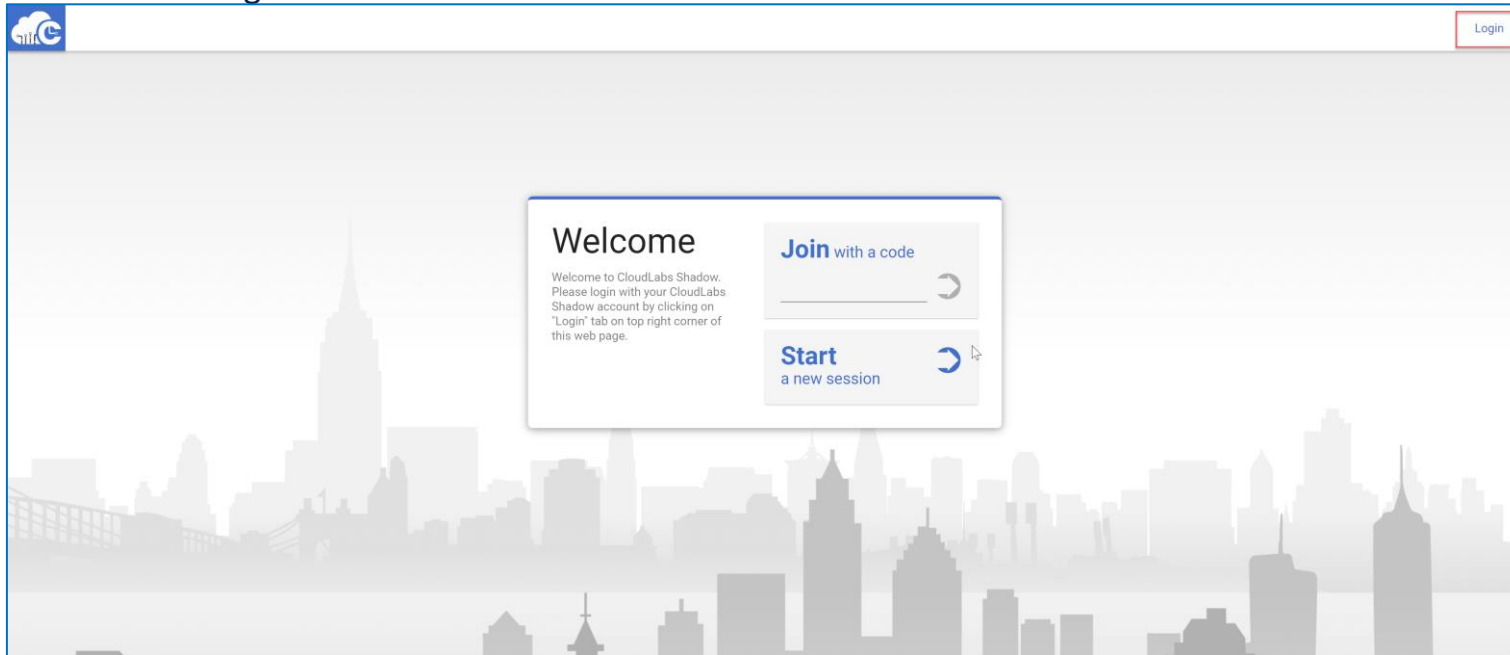 Login
Welcome
Welcome to CloudLabs Shadow.
Please login with your CloudLabs
Shadow account by clicking on
"Login" tab on top right corner of
this web page.
Join with a code
Start
a new session